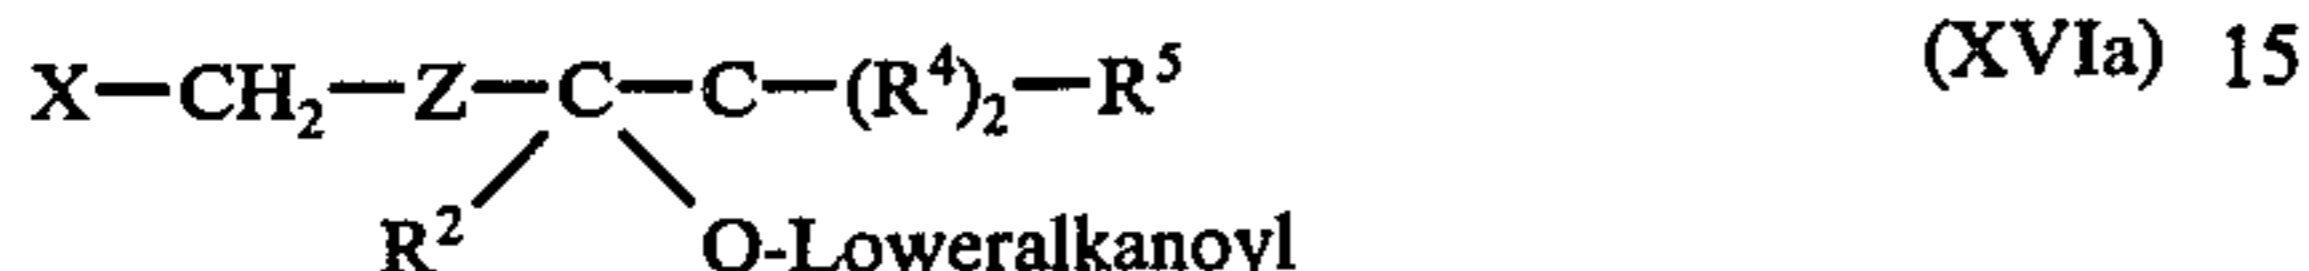 X—CH₂—Z—C—C—(R⁴)₂—R⁵ (XVIa) 15
R² O-Loweralkanoyl